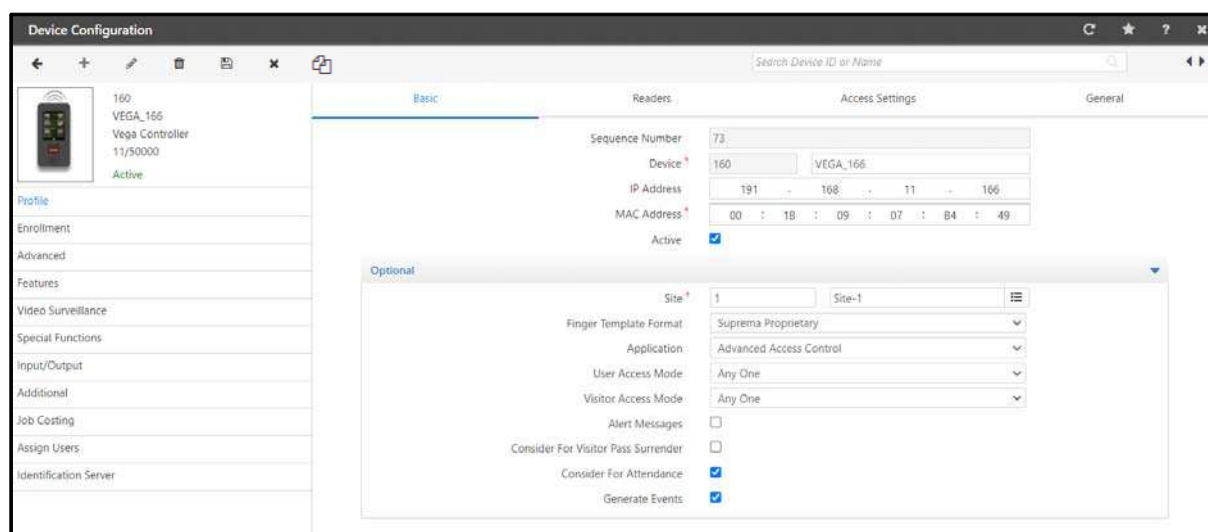 Device Configuration
?
Search Device ID or Name
160
VEGA_166
Vega Controller
11/50000
Active
Profile
Enrollment
Advanced
Features
Video Surveillance
Special Functions
Input/Output
Additional
Job Costing
Assign Users
Identification Server
Basic Readers Access Settings General
Sequence Number 73
Device * 160 VEGA_166
IP Address 191 . 168 . 11 . 166
MAC Address * 00 : 1B : 09 : 07 : B4 : 49
Active
Optional
Site * 1 Site-1
Finger Template Format Suprema Proprietary
Application Advanced Access Control
User Access Mode Any One
Visitor Access Mode Any One
Alert Messages
Consider For Visitor Pass Surrender
Consider For Attendance
Generate Events